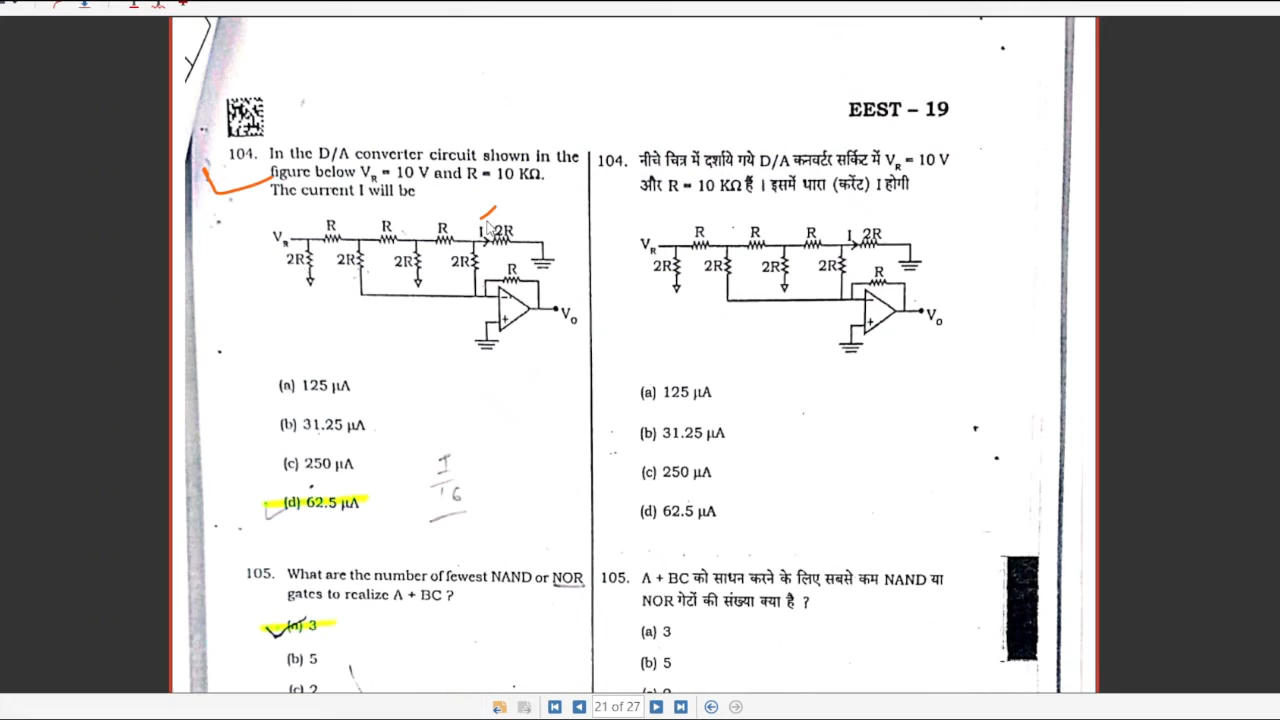 EEST – 19
104. In the D/A converter circuit shown in the
figure below V_R = 10 V and R = 10 KΩ.
The current I will be
V_R
R
R
R
I
2R
2R
2R
2R
2R
R
V_O
(a) 125 μA
(b) 31.25 μA
(c) 250 μA
(d) 62.5 μA
I
16
105. What are the number of fewest NAND or NOR
gates to realize A + BC ?
(a) 3
(b) 5
(c) 2
104. नीचे चित्र में दर्शाये गये D/A कनवर्टर सर्किट में V_R = 10 V
और R = 10 KΩ हैं । इसमें धारा (करेंट) I होगी
V_R
R
R
R
I
2R
2R
2R
2R
2R
R
V_O
(a) 125 μA
(b) 31.25 μA
(c) 250 μA
(d) 62.5 μA
105. A + BC को साधन करने के लिए सबसे कम NAND या
NOR गेटों की संख्या क्या है ?
(a) 3
(b) 5
21 of 27